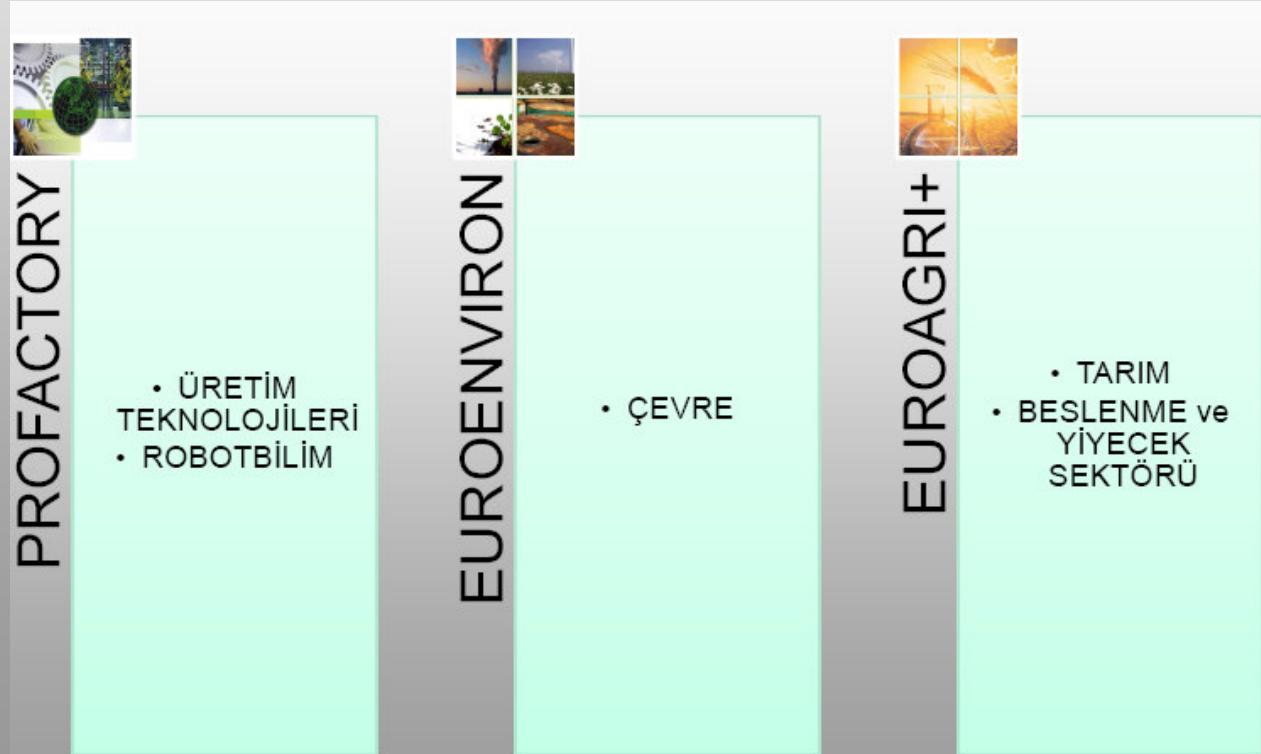 PROFACTORY
• ÜRETİM
TEKNOLOJİLERİ
• ROBOTBİLİM
EUROENVIRON
• ÇEVRE
EUROAGRI+
• TARIM
• BESLENME ve
YİYECEK
SEKTÖRÜ